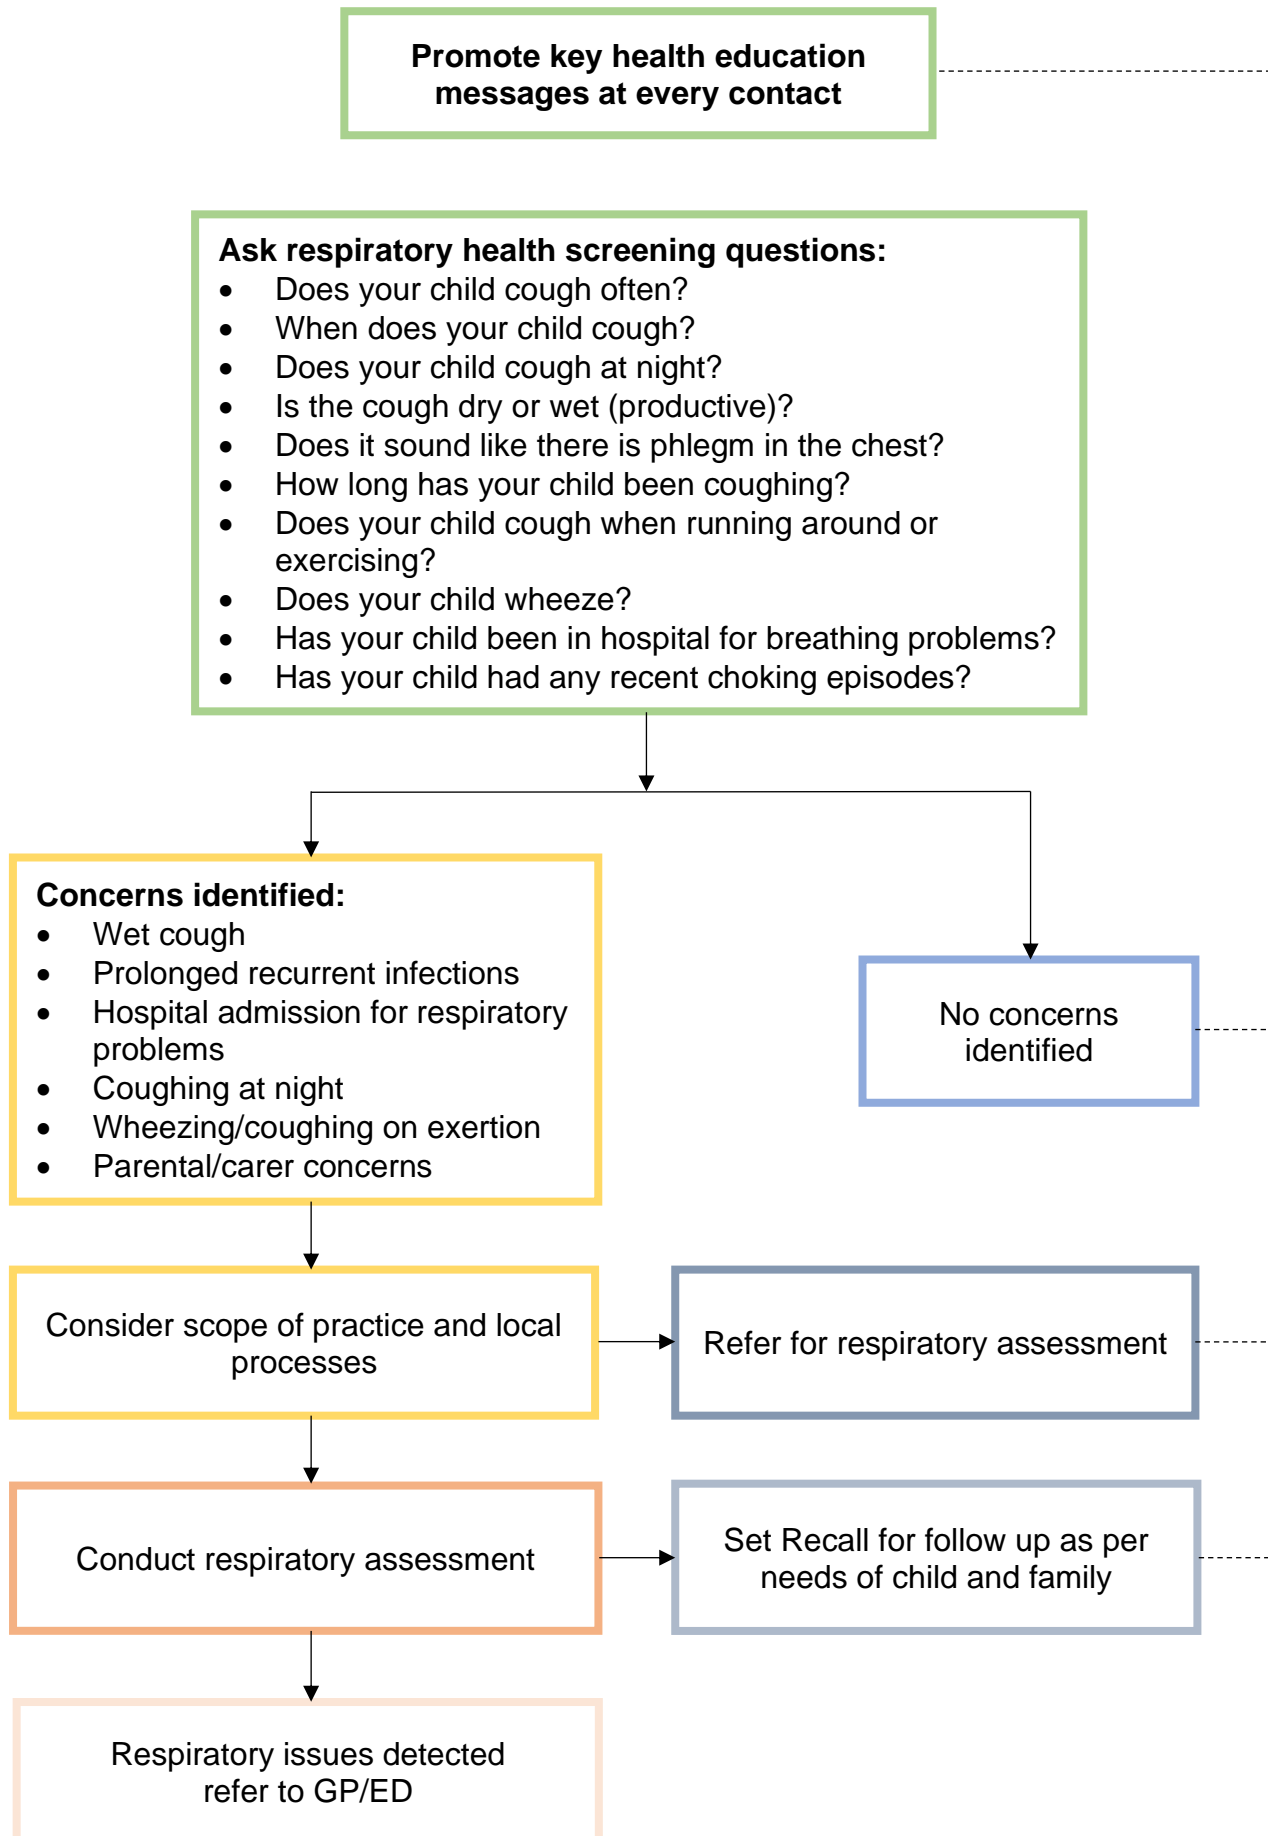 Promote key health education
messages at every contact
Ask respiratory health screening questions:
• Does your child cough often?
• When does your child cough?
• Does your child cough at night?
• Is the cough dry or wet (productive)?
• Does it sound like there is phlegm in the chest?
• How long has your child been coughing?
• Does your child cough when running around or
exercising?
• Does your child wheeze?
• Has your child been in hospital for breathing problems?
• Has your child had any recent choking episodes?
Concerns identified:
• Wet cough
• Prolonged recurrent infections
• Hospital admission for respiratory
problems
• Coughing at night
• Wheezing/coughing on exertion
• Parental/carer concerns
No concerns
identified
Consider scope of practice and local
processes
Refer for respiratory assessment
Conduct respiratory assessment
Set Recall for follow up as per
needs of child and family
Respiratory issues detected
refer to GP/ED